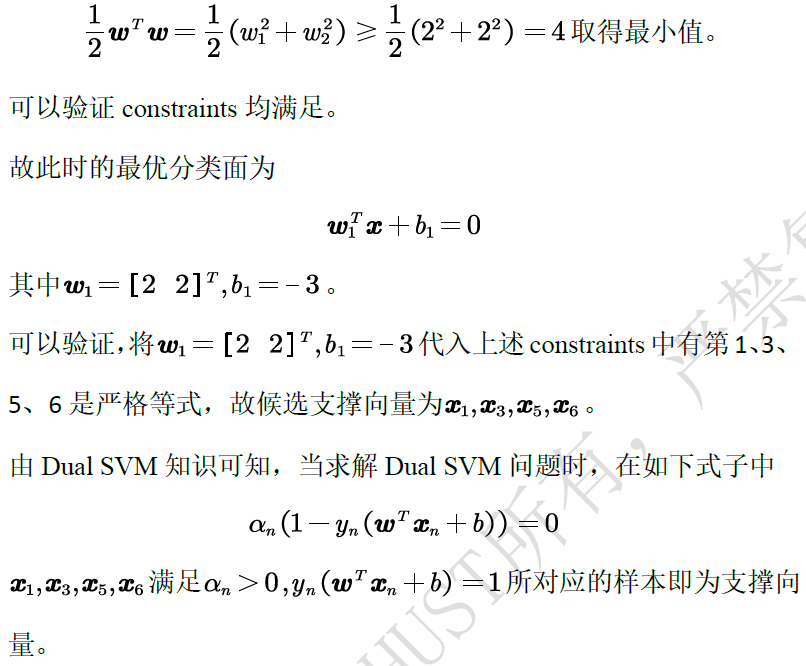 $\frac{1}{2}\boldsymbol{w}^T\boldsymbol{w}=\frac{1}{2}(w_1^2+w_2^2)\geqslant\frac{1}{2}(2^2+2^2)=4$ 取得最小值。
可以验证 constraints 均满足。
故此时的最优分类面为
$\boldsymbol{w}_1^T\boldsymbol{x}+b_1=0$
其中$\boldsymbol{w}_1=[2\ \ 2]^T,b_1=-3$。
可以验证,将$\boldsymbol{w}_1=[2\ \ 2]^T,b_1=-3$代入上述 constraints 中有第 1、3、
5、6 是严格等式，故候选支撑向量为$\boldsymbol{x}_1,\boldsymbol{x}_3,\boldsymbol{x}_5,\boldsymbol{x}_6$。
由 Dual SVM 知识可知，当求解 Dual SVM 问题时，在如下式子中
$\alpha_n(1-y_n(\boldsymbol{w}^T\boldsymbol{x}_n+b))=0$
$\boldsymbol{x}_1,\boldsymbol{x}_3,\boldsymbol{x}_5,\boldsymbol{x}_6$满足$\alpha_n>0,y_n(\boldsymbol{w}^T\boldsymbol{x}_n+b)=1$所对应的样本即为支撑向
量。
HUST所有，严禁